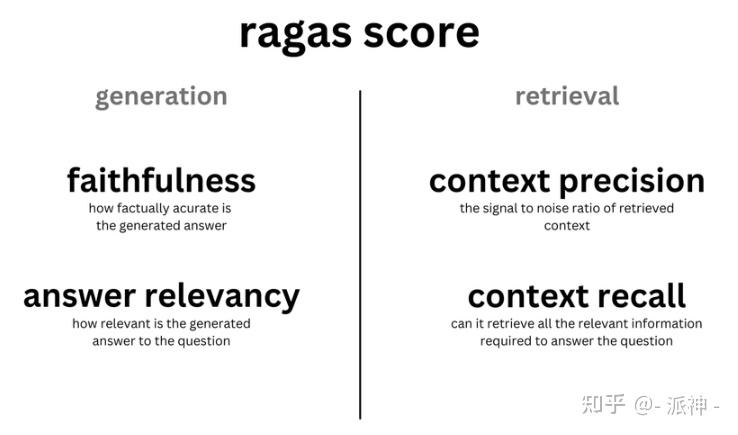 ragas score
generation
faithfulness
how factually acurate is
the generated answer
answer relevancy
how relevant is the generated
answer to the question
retrieval
context precision
the signal to noise ratio of retrieved
context
context recall
can it retrieve all the relevant information
required to answer the question
知乎 @- 派神 -